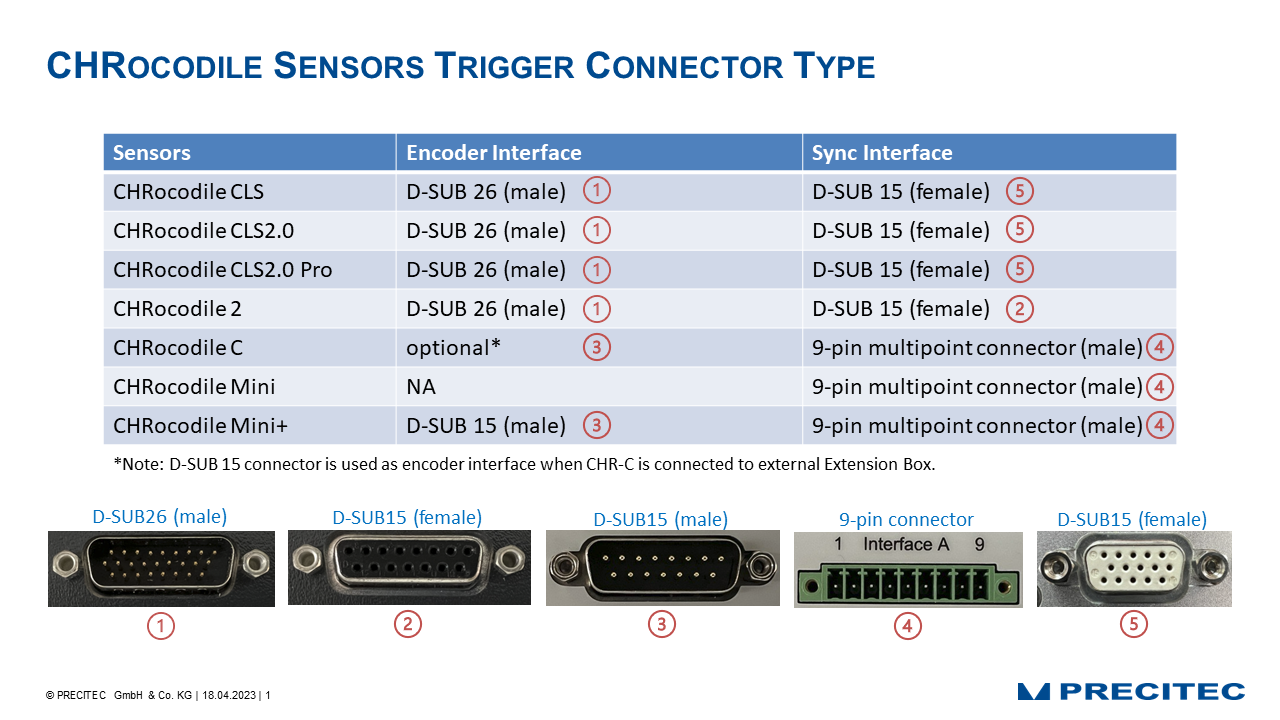 CHROCODILE SENSORS TRIGGER CONNECTOR TYPE
Sensors Encoder Interface Sync Interface
CHRocodile CLS D-SUB 26 (male) 1 D-SUB 15 (female) 5
CHRocodile CLS2.0 D-SUB 26 (male) 1 D-SUB 15 (female) 5
CHRocodile CLS2.0 Pro D-SUB 26 (male) 1 D-SUB 15 (female) 5
CHRocodile 2 D-SUB 26 (male) 1 D-SUB 15 (female) 2
CHRocodile C optional* 3 9-pin multipoint connector (male) 4
CHRocodile Mini NA 9-pin multipoint connector (male) 4
CHRocodile Mini+ D-SUB 15 (male) 3 9-pin multipoint connector (male) 4
*Note: D-SUB 15 connector is used as encoder interface when CHR-C is connected to external Extension Box.
D-SUB26 (male) D-SUB15 (female) D-SUB15 (male) 9-pin connector D-SUB15 (female)
1 Interface A 9
1 2 3 4 5
© PRECITEC GmbH & Co. KG | 18.04.2023 | 1
PRECITEC